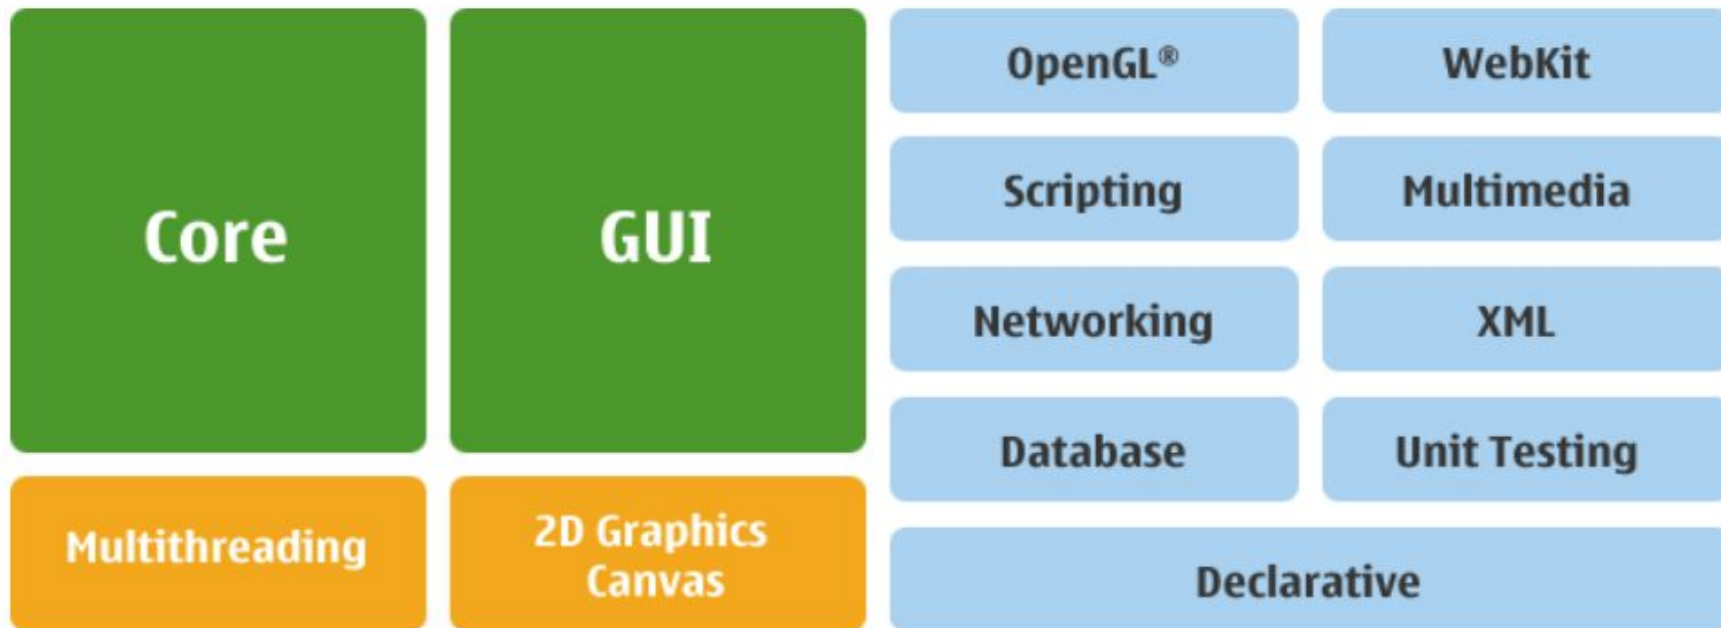 Core
GUI
OpenGL®
WebKit
Scripting
Multimedia
Networking
XML
Database
Unit Testing
Multithreading
2D Graphics
Canvas
Declarative